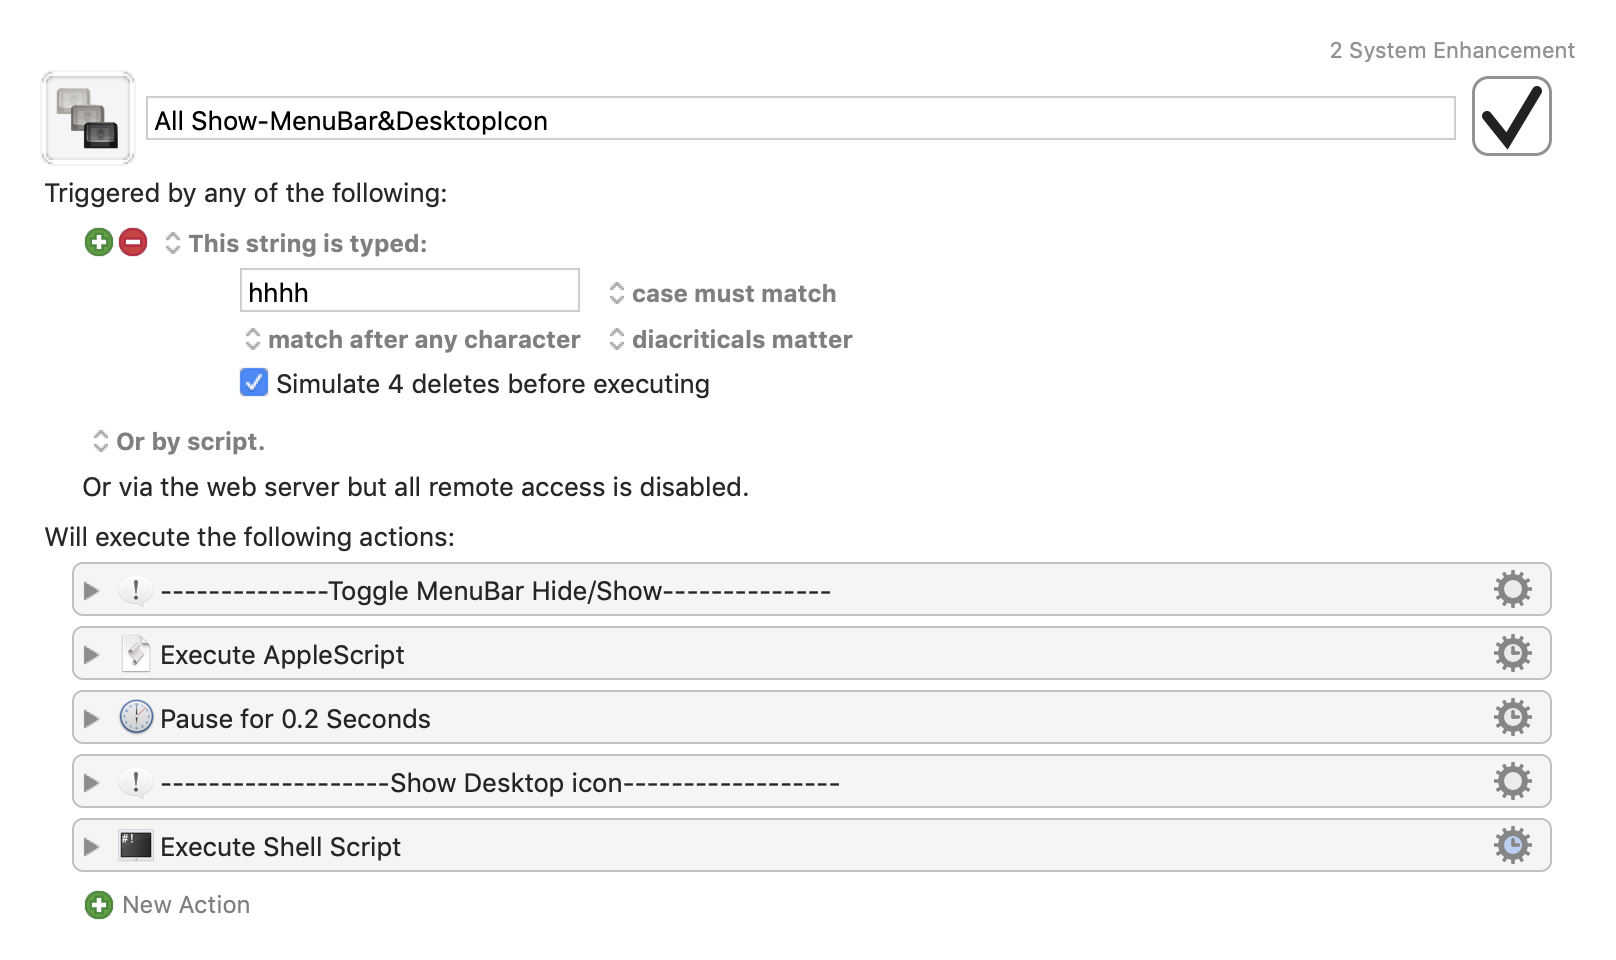 2 System Enhancement
All Show-MenuBar&DesktopIcon
Triggered by any of the following:
This string is typed:
hhhh
case must match
match after any character
diacriticals matter
Simulate 4 deletes before executing
Or by script.
Or via the web server but all remote access is disabled.
Will execute the following actions:
--------------Toggle MenuBar Hide/Show--------------
Execute AppleScript
Pause for 0.2 Seconds
-------------------Show Desktop icon------------------
#!
Execute Shell Script
New Action